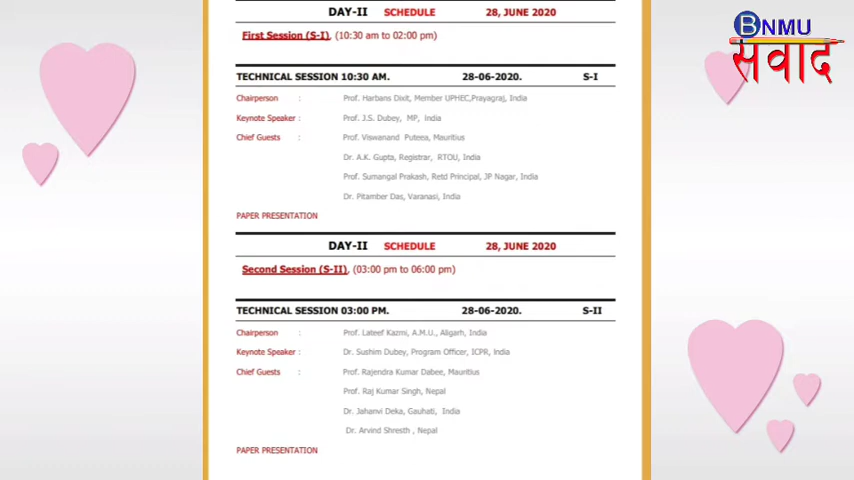 DAY-II SCHEDULE 28, JUNE 2020
First Session (S-I), (10:30 am to 02:00 pm)
TECHNICAL SESSION 10:30 AM. 28-06-2020. S-I
Chairperson : Prof. Harbans Dixit, Member UPHEC,Prayagraj, India
Keynote Speaker : Prof. J.S. Dubey, MP, India
Chief Guests : Prof. Viswanand Puteea, Mauritius
Dr. A.K. Gupta, Registrar, RTOU, India
Prof. Sumangal Prakash, Retd Principal, JP Nagar, India
Dr. Pitamber Das, Varanasi, India
PAPER PRESENTATION
DAY-II SCHEDULE 28, JUNE 2020
Second Session (S-II), (03:00 pm to 06:00 pm)
TECHNICAL SESSION 03:00 PM. 28-06-2020. S-II
Chairperson : Prof. Lateef Kazmi, A.M.U., Aligarh, India
Keynote Speaker : Dr. Sushim Dubey, Program Officer, ICPR, India
Chief Guests : Prof. Rajendra Kumar Dabee, Mauritius
Prof. Raj Kumar Singh, Nepal
Dr. Jahanvi Deka, Gauhati, India
Dr. Arvind Shresth , Nepal
PAPER PRESENTATION
BNMU
संवाद